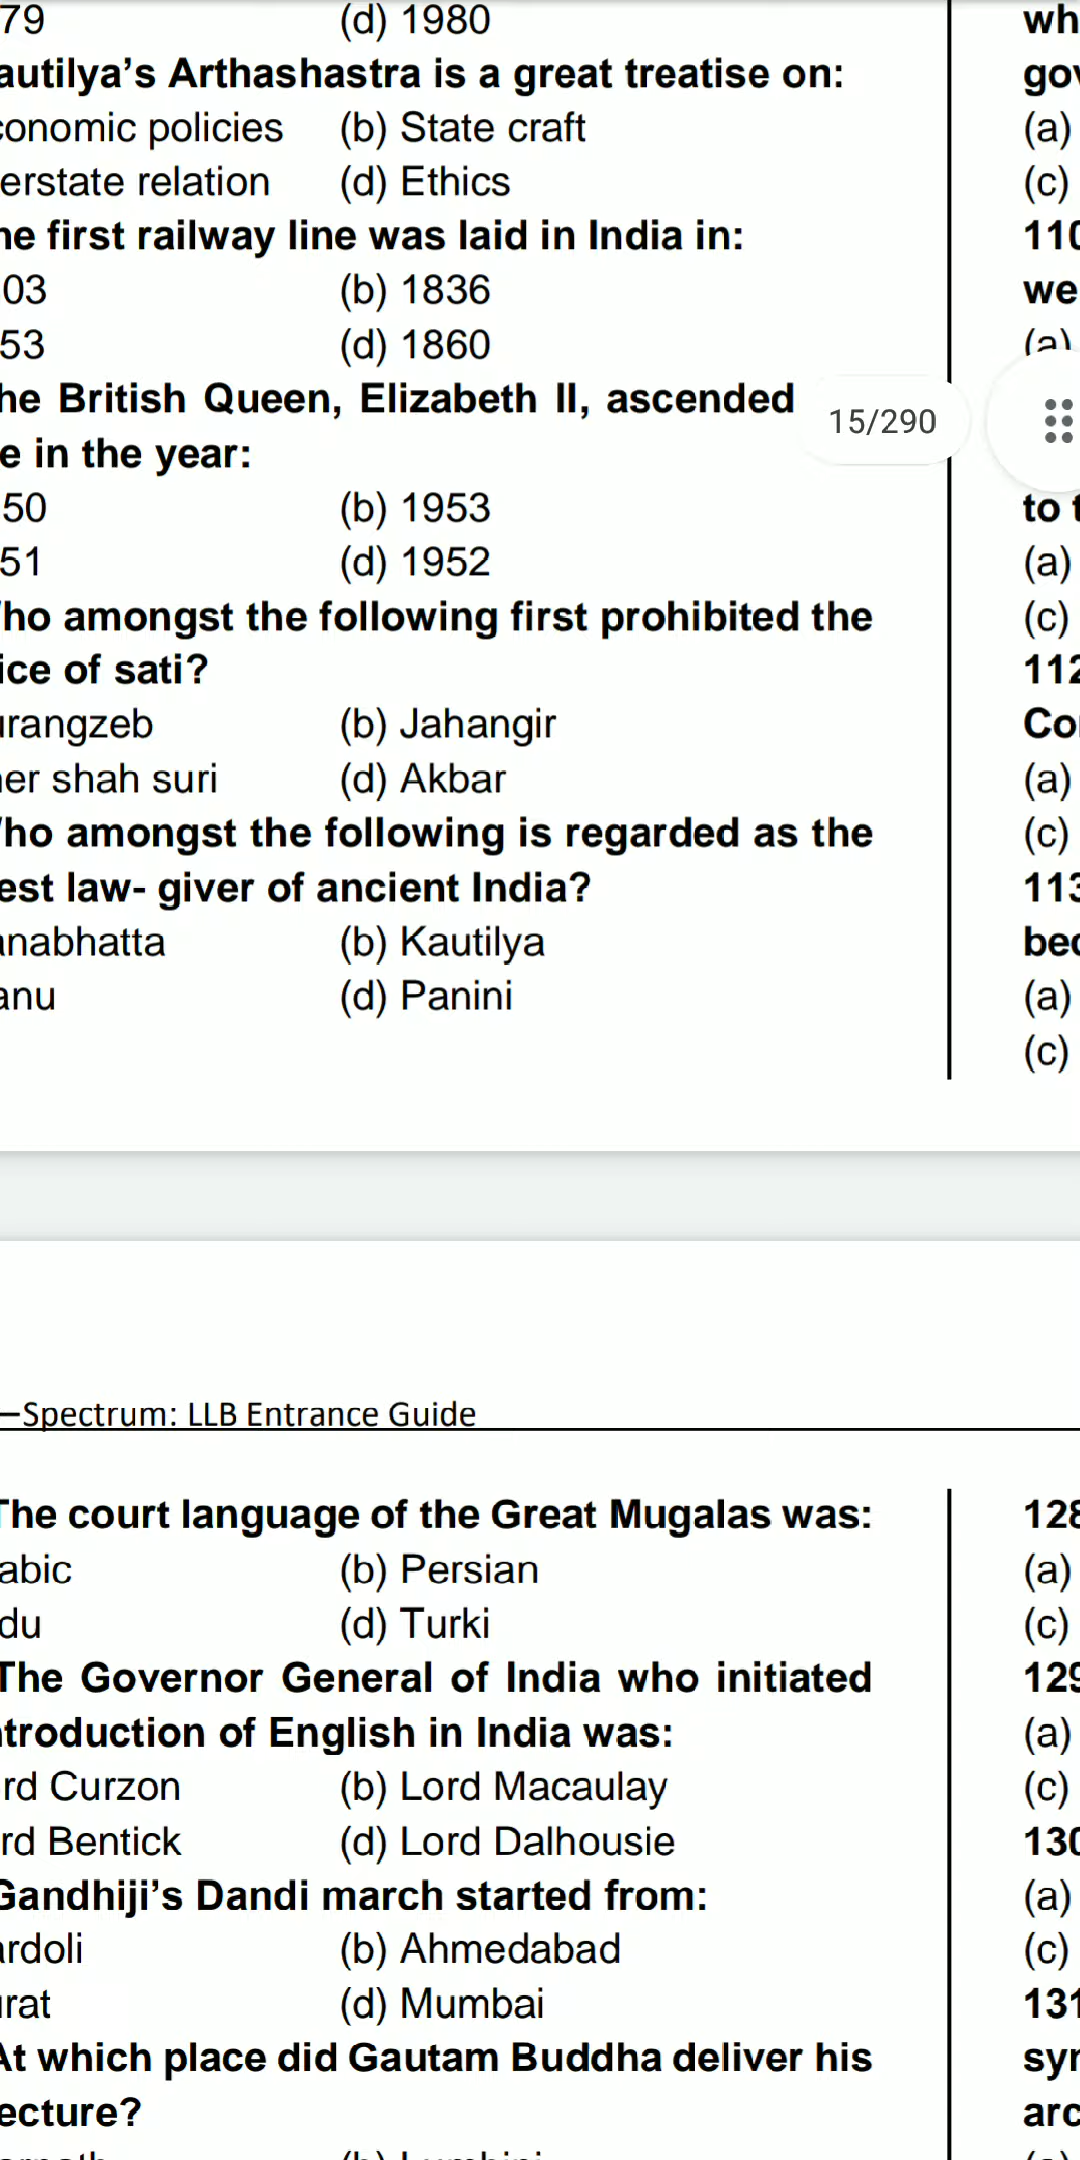 79 (d) 1980
autilya's Arthashastra is a great treatise on:
conomic policies (b) State craft
erstate relation (d) Ethics
he first railway line was laid in India in:
03 (b) 1836
53 (d) 1860
he British Queen, Elizabeth II, ascended
e in the year:
50 (b) 1953
51 (d) 1952
ho amongst the following first prohibited the
ice of sati?
urangzeb (b) Jahangir
er shah suri (d) Akbar
ho amongst the following is regarded as the
est law- giver of ancient India?
anabhatta (b) Kautilya
anu (d) Panini
wh
gov
(a)
(c)
110
we
(a)
15/290
to t
(a)
(c)
112
Co
(a)
(c)
113
bec
(a)
(c)
—Spectrum: LLB Entrance Guide
The court language of the Great Mugalas was:
abic (b) Persian
du (d) Turki
The Governor General of India who initiated
ntroduction of English in India was:
rd Curzon (b) Lord Macaulay
rd Bentick (d) Lord Dalhousie
Gandhiji's Dandi march started from:
ardoli (b) Ahmedabad
urat (d) Mumbai
At which place did Gautam Buddha deliver his
ecture?
128
(a)
(c)
129
(a)
(c)
130
(a)
(c)
131
syn
arc